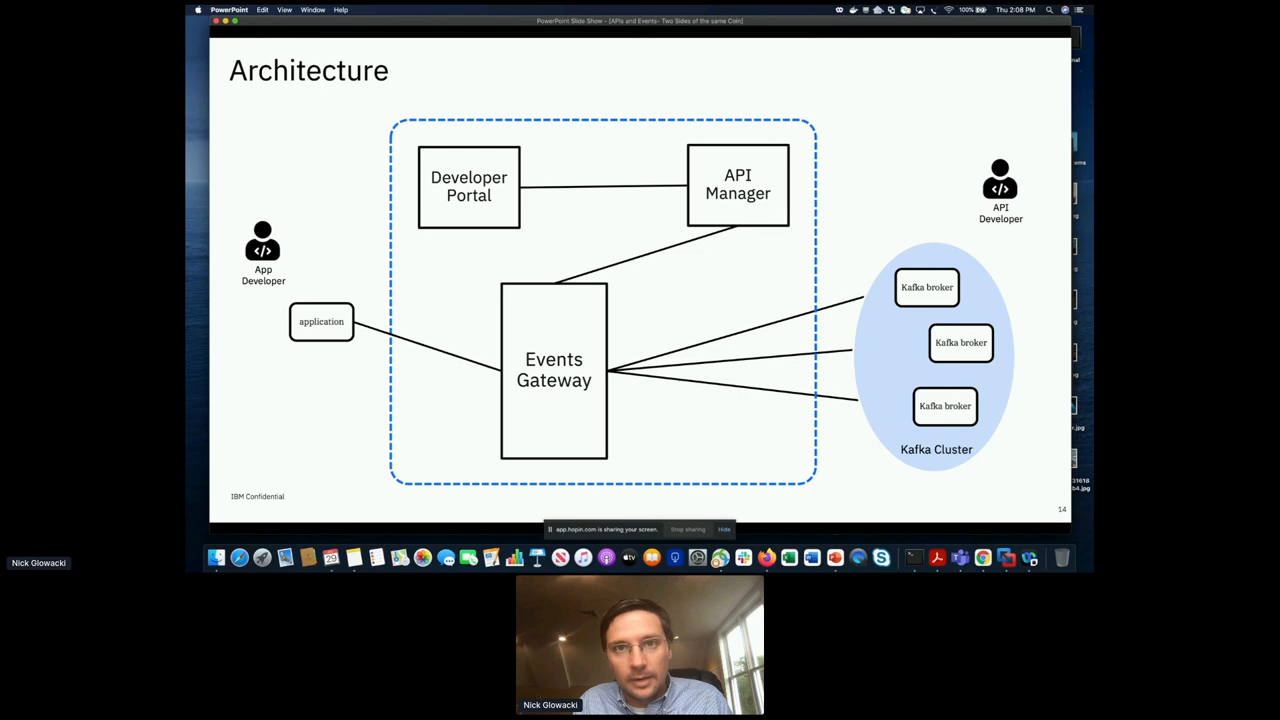 PowerPoint Edit View Window Help
100% Thu 2:08 PM
PowerPoint Slide Show - [APIs and Events- Two Sides of the same Coin]
Architecture
Developer
Portal
API
Manager
API
Developer
App
Developer
application
Events
Gateway
Kafka broker
Kafka broker
Kafka broker
Kafka Cluster
IBM Confidential
14
app.hopin.com is sharing your screen. Stop sharing Hide
Nick Glowacki
Nick Glowacki